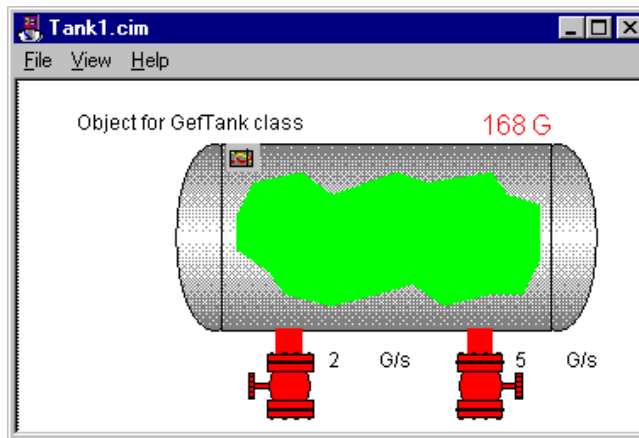 Tank1.cim
File View Help
Object for GefTank class
168 G
2 G/s 5 G/s